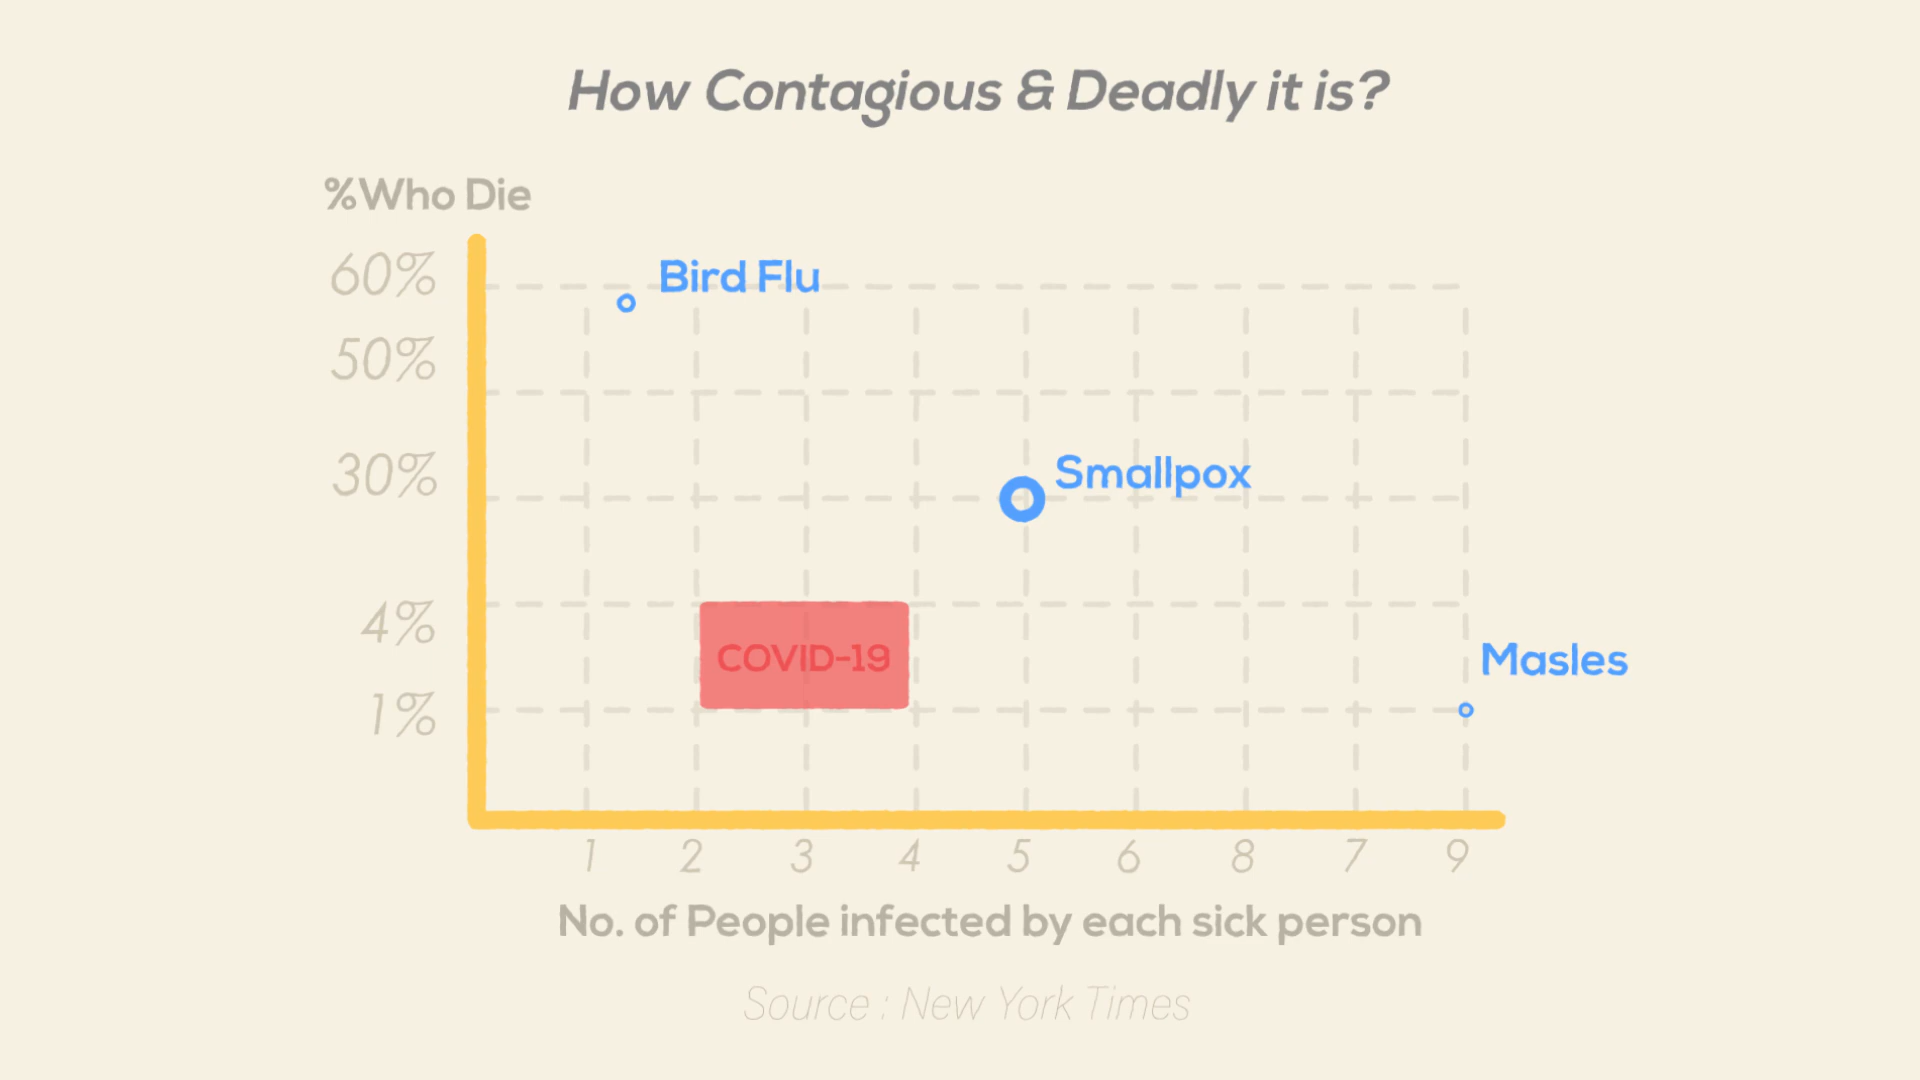 How Contagious & Deadly it is?
%Who Die
60%
Bird Flu
50%
30%
Smallpox
4%
COVID-19
Masles
1%
1 2 3 4 5 6 8 7 9
No. of People infected by each sick person
Source : New York Times